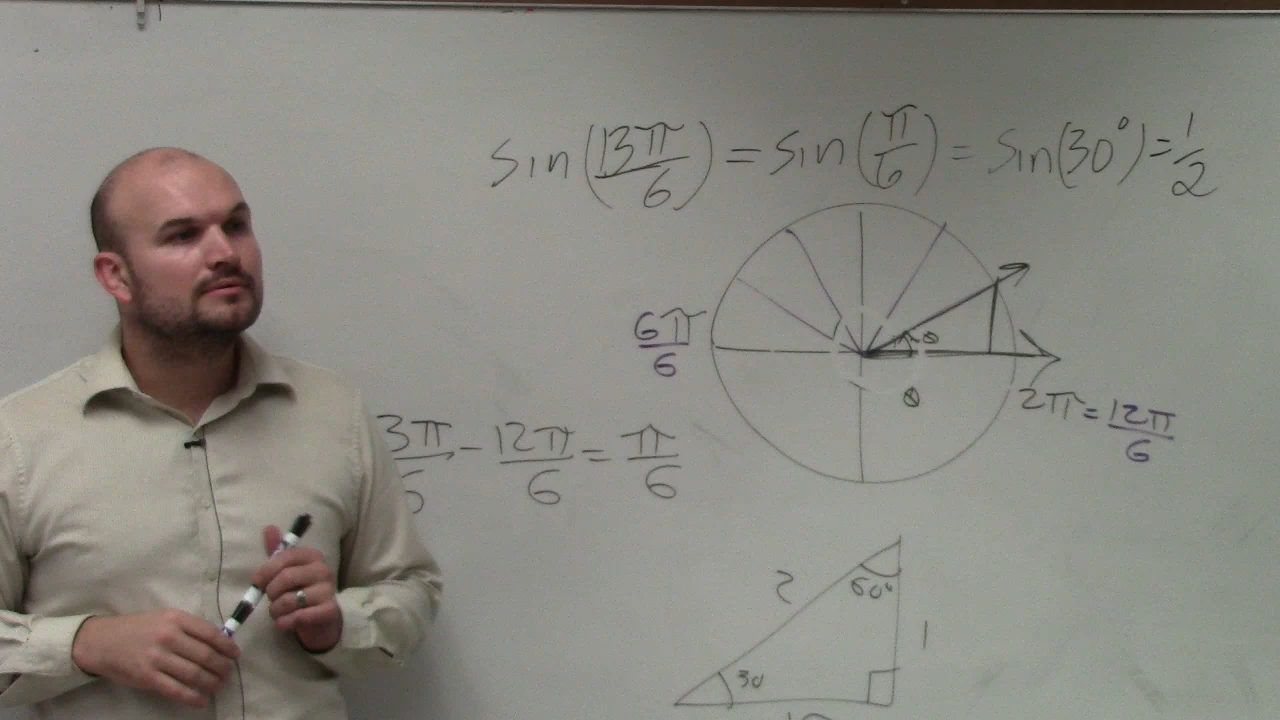 sin(13π/6) = sin(π/6) = sin(30°) = 1/2
6π/6
θ
θ
2π = 12π/6
3π/6 - 12π/6 = π/6
2
60°
1
30